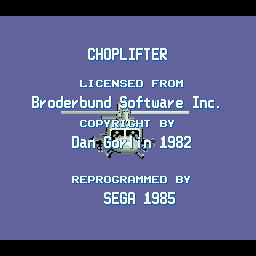 CHOPLIFTER
LICENSED FROM
Broderbund Software Inc.
COPYRIGHT BY
Dan Gorlin 1982
REPROGRAMMED BY
SEGA 1985